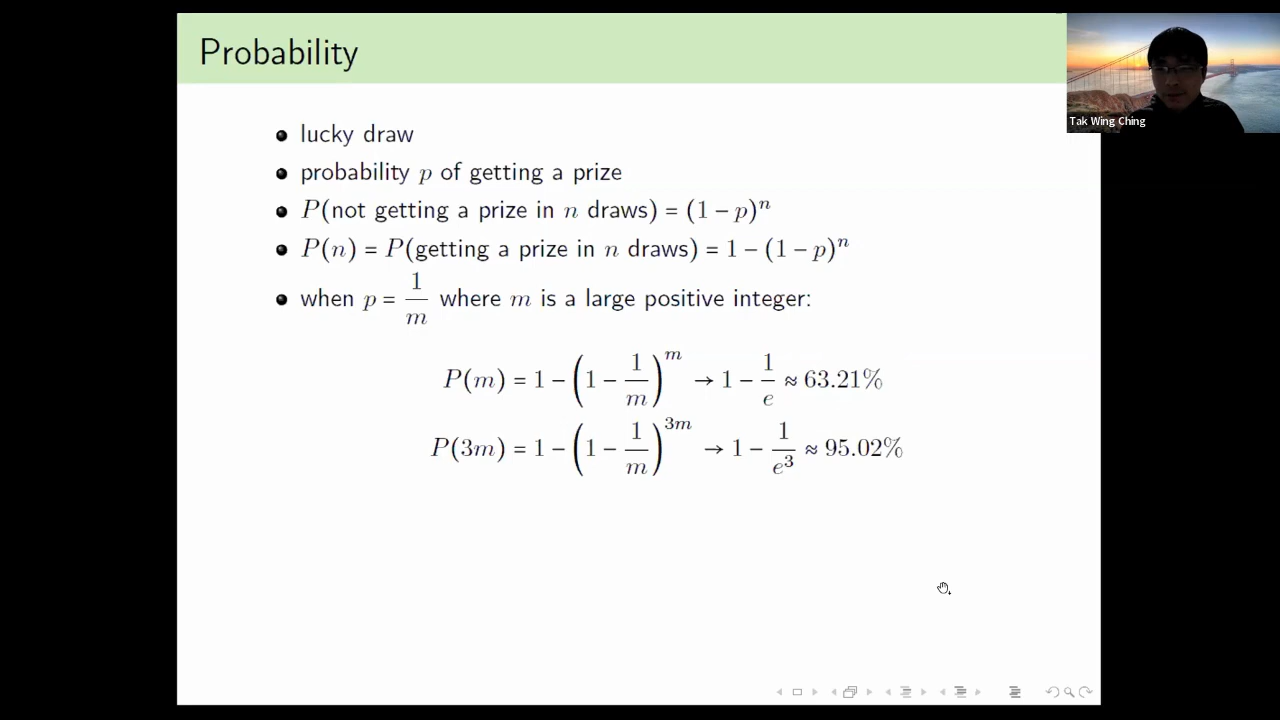 Probability
Tak Wing Ching
lucky draw
probability p of getting a prize
P(not getting a prize in n draws) = (1 − p)ⁿ
P(n) = P(getting a prize in n draws) = 1 − (1 − p)ⁿ
when p = 1/m where m is a large positive integer:
P(m) = 1 − (1 − 1/m)^m → 1 − 1/e ≈ 63.21%
P(3m) = 1 − (1 − 1/m)^3m → 1 − 1/e³ ≈ 95.02%